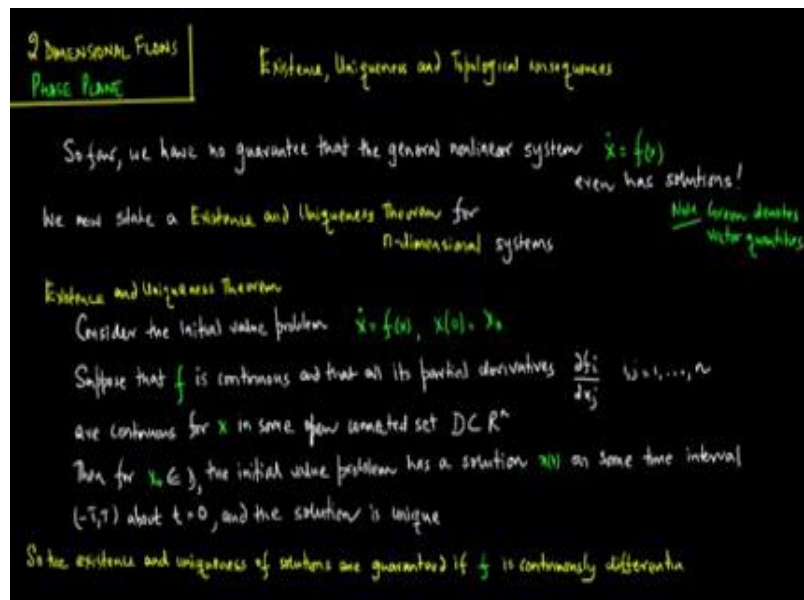 2 DIMENSIONAL FLOWS
PHASE PLANE
Existence, Uniqueness and Topological consequences
So far, we have no guarantee that the general nonlinear system ẋ = f(x)
even has solutions!
We now state a Existence and Uniqueness Theorem for
n-dimensional systems
Note Green denotes
vector quantities
Existence and Uniqueness Theorem
Consider the initial value problem ẋ = f(x), x(0) = x₀
Suppose that f is continuous and that all its partial derivatives ∂fi/∂xj i,j = 1, ..., n
are continuous for x in some open connected set D ⊂ Rⁿ
Then for x₀ ∈ D, the initial value problem has a solution x(t) on some time interval
(-T,T) about t = 0, and the solution is unique
So the existence and uniqueness of solutions are guaranteed if f is continuously differentia